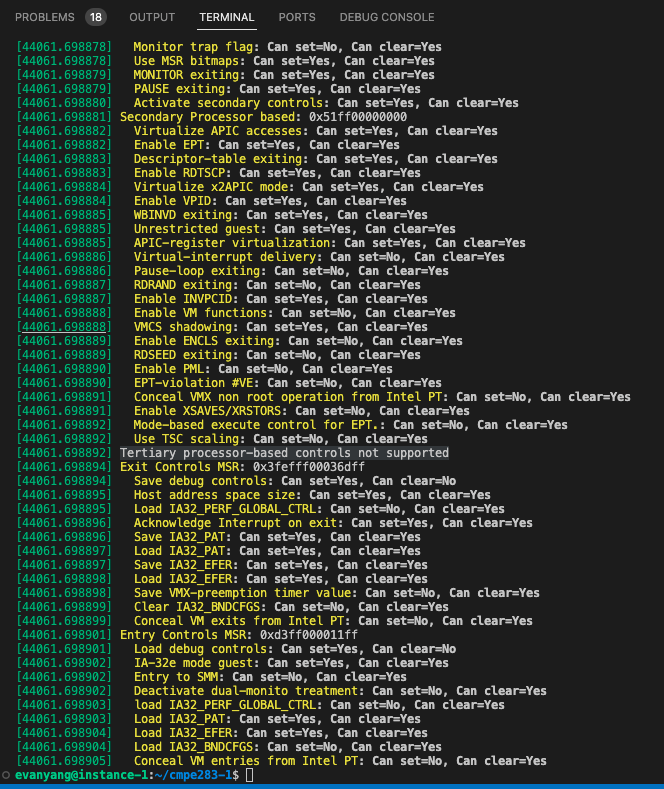 PROBLEMS 18 OUTPUT TERMINAL PORTS DEBUG CONSOLE
[44061.698878] Monitor trap flag: Can set=No, Can clear=Yes
[44061.698878] Use MSR bitmaps: Can set=Yes, Can clear=Yes
[44061.698879] MONITOR exiting: Can set=Yes, Can clear=Yes
[44061.698879] PAUSE exiting: Can set=Yes, Can clear=Yes
[44061.698880] Activate secondary controls: Can set=Yes, Can clear=Yes
[44061.698881] Secondary Processor based: 0x51ff00000000
[44061.698882] Virtualize APIC accesses: Can set=Yes, Can clear=Yes
[44061.698882] Enable EPT: Can set=Yes, Can clear=Yes
[44061.698883] Descriptor-table exiting: Can set=Yes, Can clear=Yes
[44061.698883] Enable RDTSCP: Can set=Yes, Can clear=Yes
[44061.698884] Virtualize x2APIC mode: Can set=Yes, Can clear=Yes
[44061.698884] Enable VPID: Can set=Yes, Can clear=Yes
[44061.698885] WBINVD exiting: Can set=Yes, Can clear=Yes
[44061.698885] Unrestricted guest: Can set=Yes, Can clear=Yes
[44061.698885] APIC-register virtualization: Can set=Yes, Can clear=Yes
[44061.698886] Virtual-interrupt delivery: Can set=No, Can clear=Yes
[44061.698886] Pause-loop exiting: Can set=No, Can clear=Yes
[44061.698887] RDRAND exiting: Can set=No, Can clear=Yes
[44061.698887] Enable INVPCID: Can set=Yes, Can clear=Yes
[44061.698888] Enable VM functions: Can set=No, Can clear=Yes
[44061.698888] VMCS shadowing: Can set=Yes, Can clear=Yes
[44061.698889] Enable ENCLS exiting: Can set=No, Can clear=Yes
[44061.698889] RDSEED exiting: Can set=No, Can clear=Yes
[44061.698890] Enable PML: Can set=No, Can clear=Yes
[44061.698890] EPT-violation #VE: Can set=No, Can clear=Yes
[44061.698891] Conceal VMX non root operation from Intel PT: Can set=No, Can clear=Yes
[44061.698891] Enable XSAVES/XRSTORS: Can set=No, Can clear=Yes
[44061.698892] Mode-based execute control for EPT.: Can set=No, Can clear=Yes
[44061.698892] Use TSC scaling: Can set=No, Can clear=Yes
[44061.698892] Tertiary processor-based controls not supported
[44061.698894] Exit Controls MSR: 0x3fefff00036dff
[44061.698894] Save debug controls: Can set=Yes, Can clear=No
[44061.698895] Host address space size: Can set=Yes, Can clear=Yes
[44061.698895] Load IA32_PERF_GLOBAL_CTRL: Can set=No, Can clear=Yes
[44061.698896] Acknowledge Interrupt on exit: Can set=Yes, Can clear=Yes
[44061.698896] Save IA32_PAT: Can set=Yes, Can clear=Yes
[44061.698897] Load IA32_PAT: Can set=Yes, Can clear=Yes
[44061.698897] Save IA32_EFER: Can set=Yes, Can clear=Yes
[44061.698898] Load IA32_EFER: Can set=Yes, Can clear=Yes
[44061.698898] Save VMX-preemption timer value: Can set=No, Can clear=Yes
[44061.698899] Clear IA32_BNDCFGS: Can set=No, Can clear=Yes
[44061.698899] Conceal VM exits from Intel PT: Can set=No, Can clear=Yes
[44061.698901] Entry Controls MSR: 0xd3ff000011ff
[44061.698901] Load debug controls: Can set=Yes, Can clear=No
[44061.698902] IA-32e mode guest: Can set=Yes, Can clear=Yes
[44061.698902] Entry to SMM: Can set=No, Can clear=Yes
[44061.698902] Deactivate dual-monito treatment: Can set=No, Can clear=Yes
[44061.698903] load IA32_PERF_GLOBAL_CTRL: Can set=No, Can clear=Yes
[44061.698903] Load IA32_PAT: Can set=Yes, Can clear=Yes
[44061.698904] Load IA32_EFER: Can set=Yes, Can clear=Yes
[44061.698904] Load IA32_BNDCFGS: Can set=No, Can clear=Yes
[44061.698905] Conceal VM entries from Intel PT: Can set=No, Can clear=Yes
evanyang@instance-1:~/cmpe283-1$